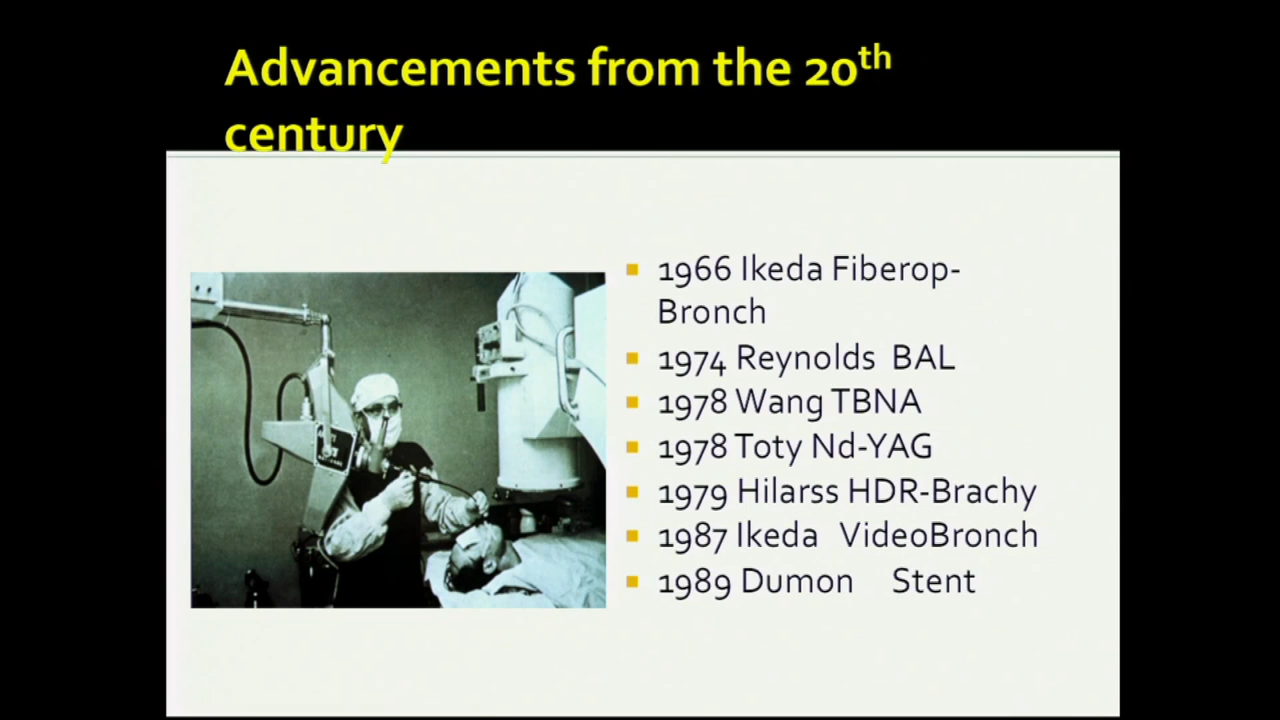 Advancements from the 20th
century
1966 Ikeda Fiberop-
Bronch
1974 Reynolds BAL
1978 Wang TBNA
1978 Toty Nd-YAG
1979 Hilarss HDR-Brachy
1987 Ikeda VideoBronch
1989 Dumon Stent